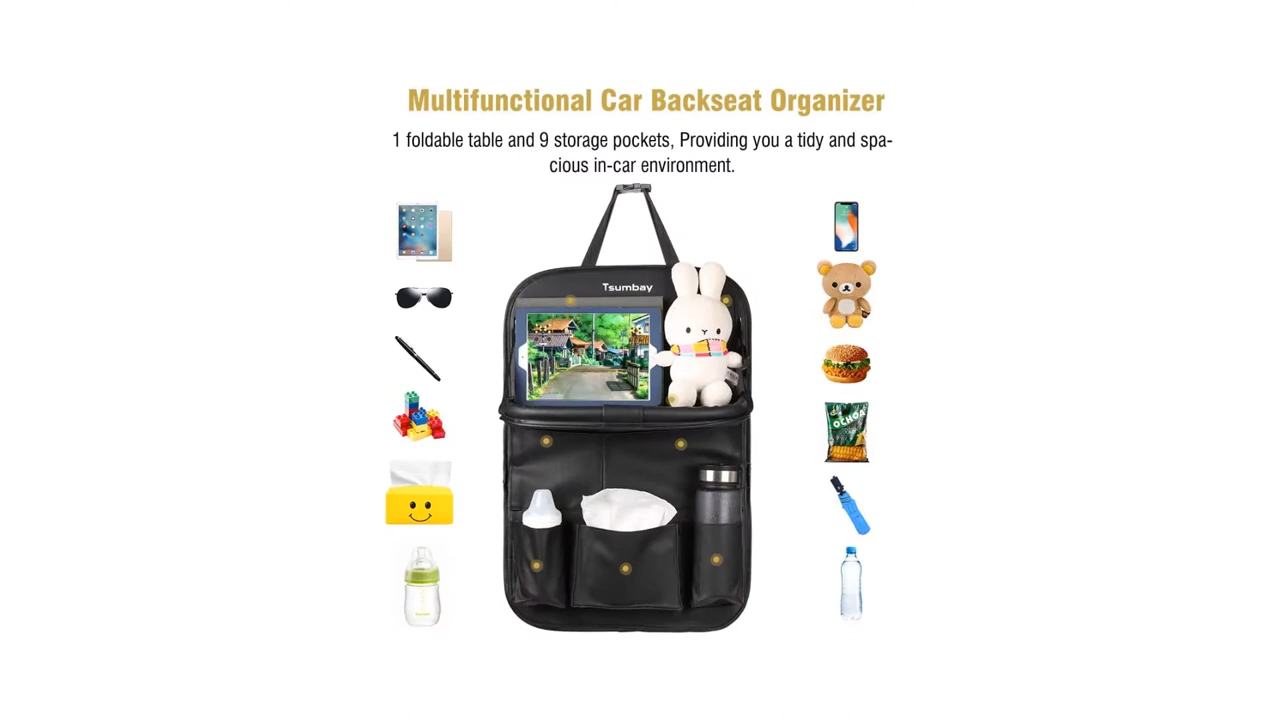 Multifunctional Car Backseat Organizer
1 foldable table and 9 storage pockets, Providing you a tidy and spa-
cious in-car environment.
Tsumbay
OCHOA